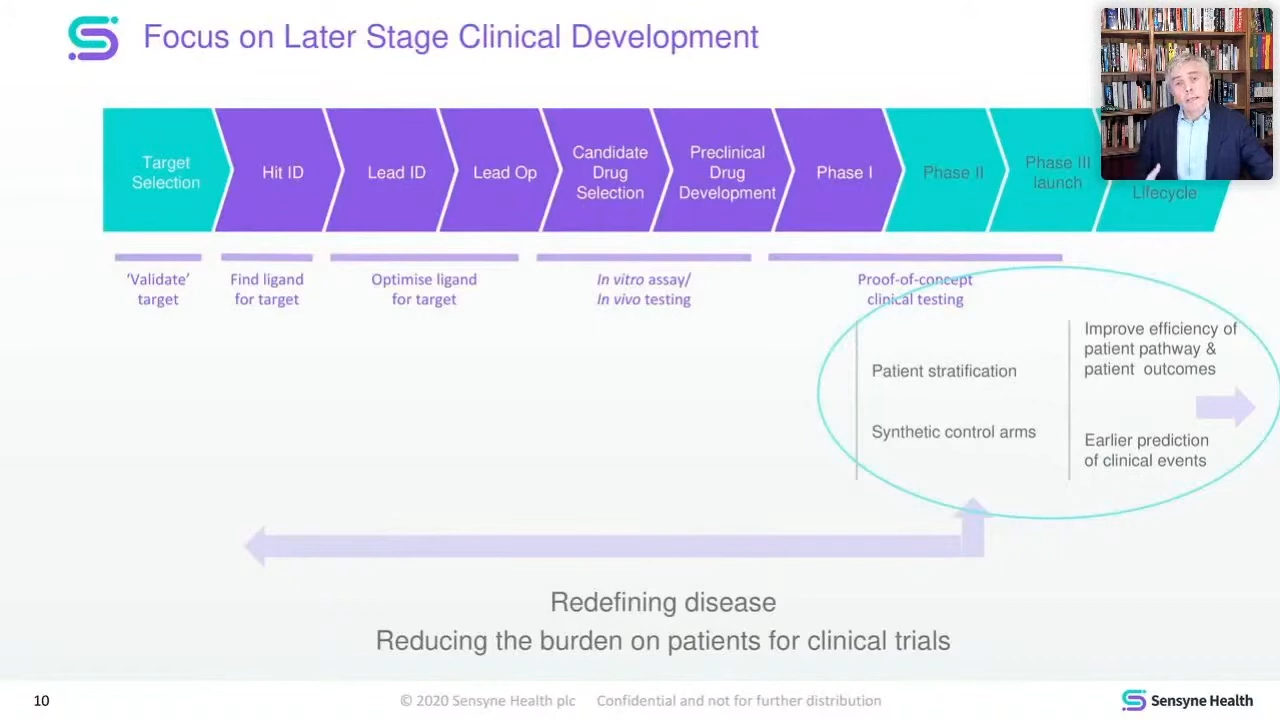 Focus on Later Stage Clinical Development
Target
Selection
Hit ID
Lead ID
Lead Op
Candidate
Drug
Selection
Preclinical
Drug
Development
Phase I
Phase II
Phase III
launch
Lifecycle
‘Validate’
target
Find ligand
for target
Optimise ligand
for target
In vitro assay/
In vivo testing
Proof-of-concept
clinical testing
Patient stratification
Synthetic control arms
Improve efficiency of
patient pathway &
patient outcomes
Earlier prediction
of clinical events
Redefining disease
Reducing the burden on patients for clinical trials
10
© 2020 Sensyne Health plc Confidential and not for further distribution
Sensyne Health